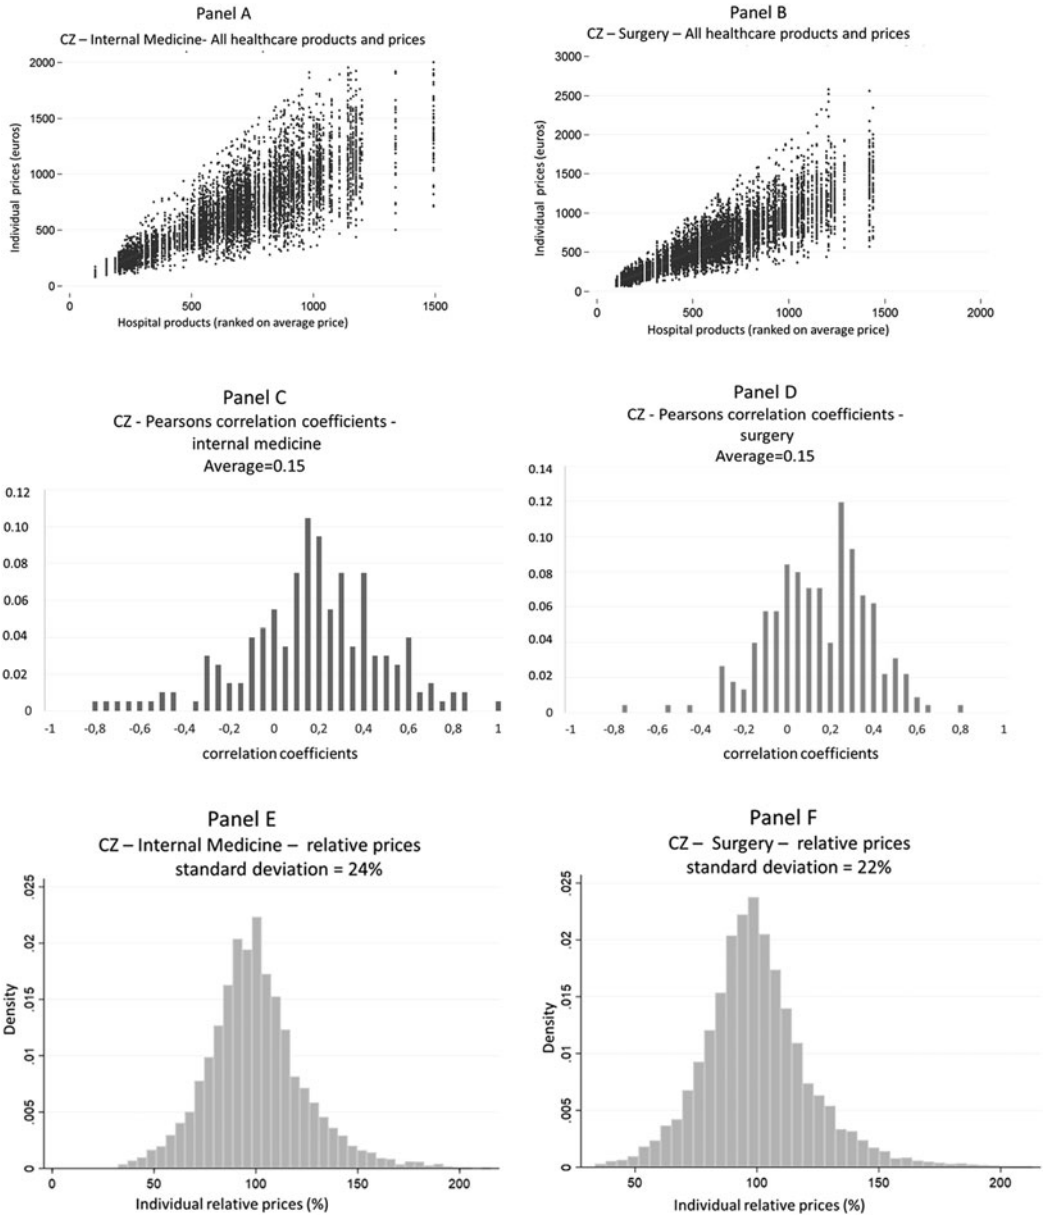 Panel A
CZ – Internal Medicine- All healthcare products and prices
2000
1500
1000
500
0
Individual prices (euros)
0 500 1000 1500
Hospital products (ranked on average price)
Panel B
CZ – Surgery – All healthcare products and prices
3000
2500
2000
1500
1000
500
0
Individual prices (euros)
0 500 1000 1500 2000
Hospital products (ranked on average price)
Panel C
CZ - Pearsons correlation coefficients -
internal medicine
Average=0.15
0.12
0.10
0.08
0.06
0.04
0.02
0
-1 -0,8 -0,6 -0,4 -0,2 0 0,2 0,4 0,6 0,8 1
correlation coefficients
Panel D
CZ - Pearsons correlation coefficients -
surgery
Average=0.15
0.14
0.12
0.10
0.08
0.06
0.04
0.02
0
-1 -0,8 -0,6 -0,4 -0,2 0 0,2 0,4 0,6 0,8 1
correlation coefficients
Panel E
CZ – Internal Medicine – relative prices
standard deviation = 24%
.025
.02
.015
.01
.005
0
Density
0 50 100 150 200
Individual relative prices (%)
Panel F
CZ – Surgery – relative prices
standard deviation = 22%
.025
.02
.015
.01
.005
0
Density
50 100 150 200
Individual relative prices (%)